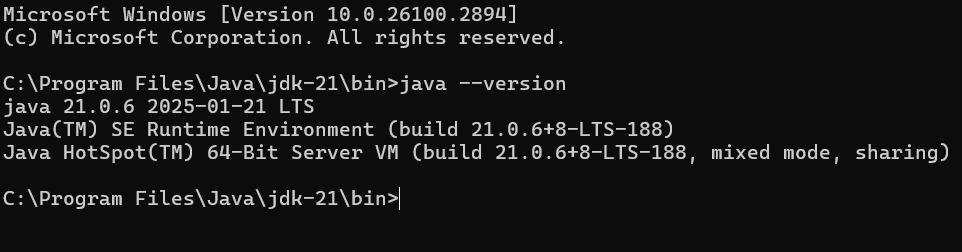 Microsoft Windows [Version 10.0.26100.2894]
(c) Microsoft Corporation. All rights reserved.
C:\Program Files\Java\jdk-21\bin>java --version
java 21.0.6 2025-01-21 LTS
Java(TM) SE Runtime Environment (build 21.0.6+8-LTS-188)
Java HotSpot(TM) 64-Bit Server VM (build 21.0.6+8-LTS-188, mixed mode, sharing)
C:\Program Files\Java\jdk-21\bin>